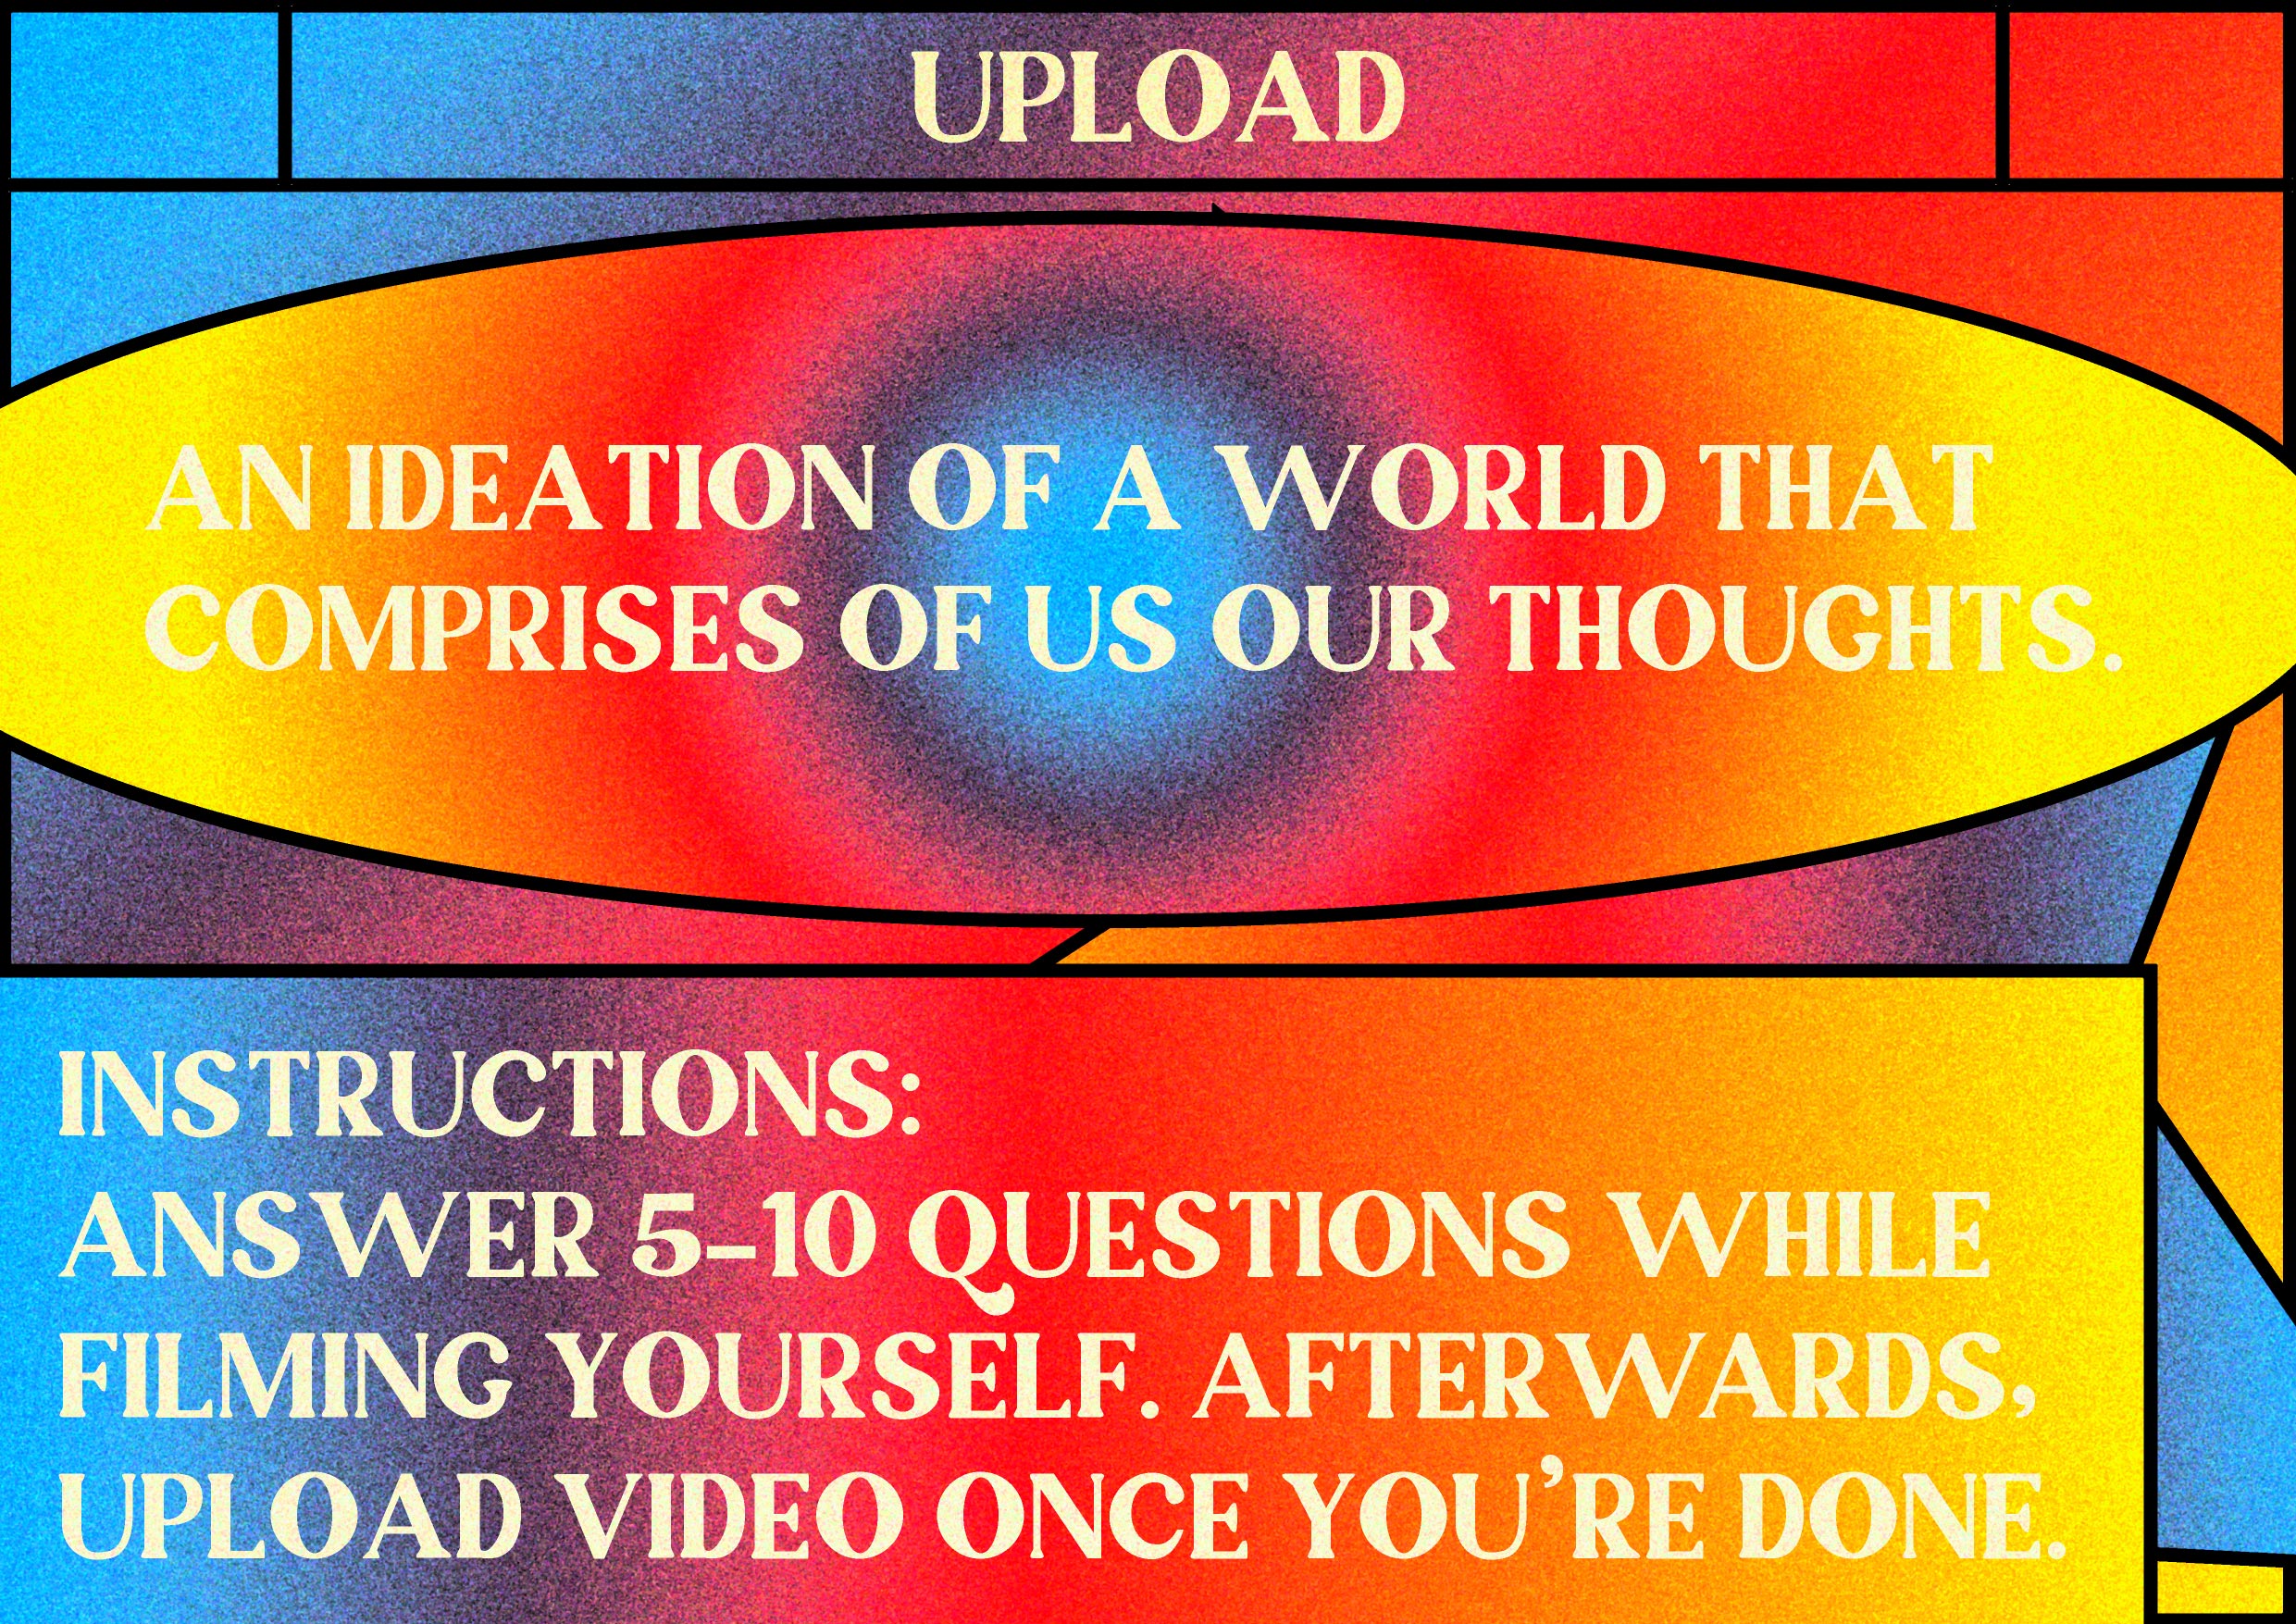 UPLOAD
AN IDEATION OF A WORLD THAT
COMPRISES OF US OUR THOUGHTS.
INSTRUCTIONS:
ANSWER 5-10 QUESTIONS WHILE
FILMING YOURSELF. AFTERWARDS,
UPLOAD VIDEO ONCE YOU'RE DONE.